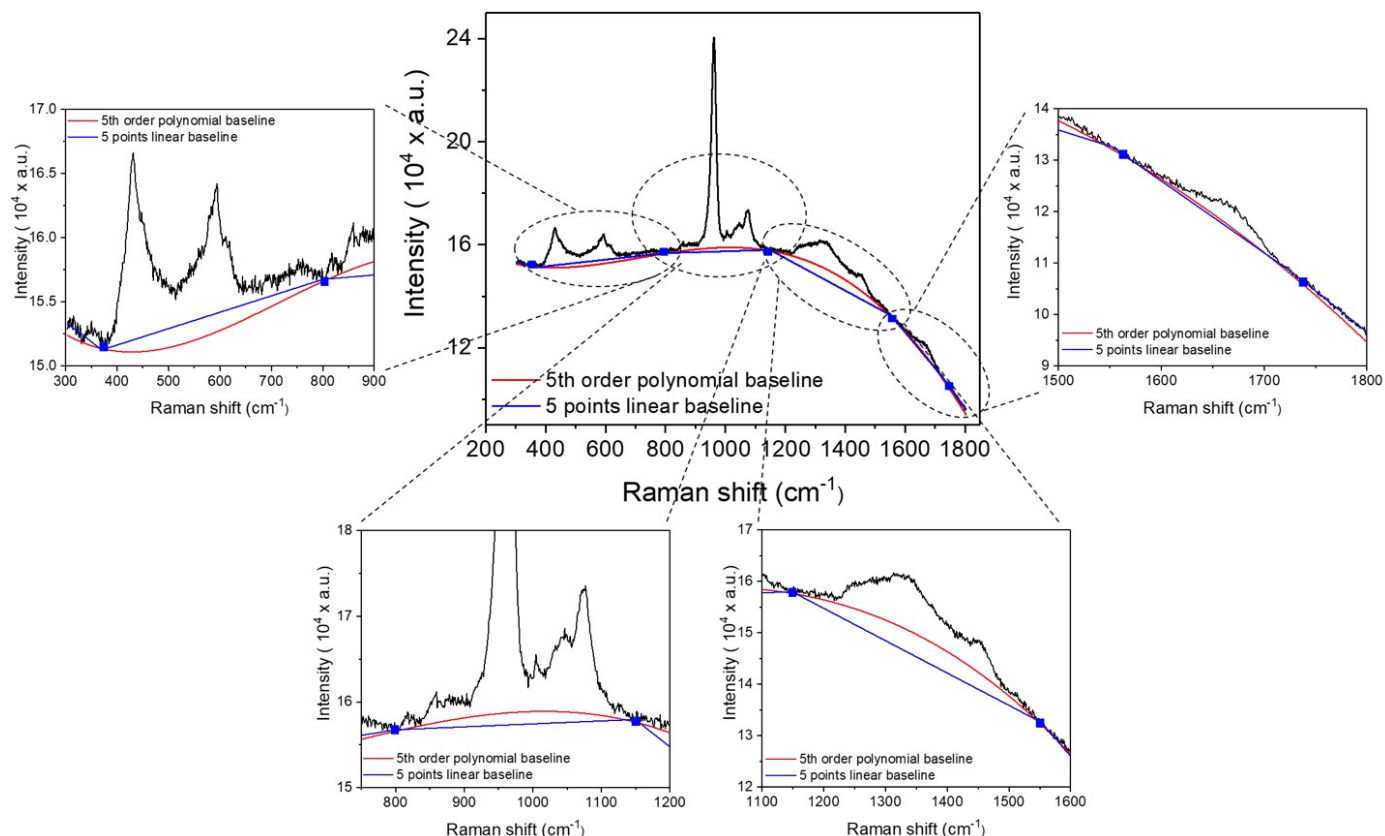 24
20
16
12
Intensity ( 10⁴ x a.u.)
5th order polynomial baseline
5 points linear baseline
200 400 600 800 1000 1200 1400 1600 1800
Raman shift (cm⁻¹)
17.0
16.5
16.0
15.5
15.0
Intensity ( 10⁴ x a.u.)
5th order polynomial baseline
5 points linear baseline
300 400 500 600 700 800 900
Raman shift (cm⁻¹)
14
13
12
11
10
9
Intensity ( 10⁴ x a.u.)
5th order polynomial baseline
5 points linear baseline
1500 1600 1700 1800
Raman shift (cm⁻¹)
18
17
16
15
Intensity ( 10⁴ x a.u.)
5th order polynomial baseline
5 points linear baseline
800 900 1000 1100 1200
Raman shift (cm⁻¹)
17
16
15
14
13
12
Intensity ( 10⁴ x a.u.)
5th order polynomial baseline
5 points linear baseline
1100 1200 1300 1400 1500 1600
Raman shift (cm⁻¹)